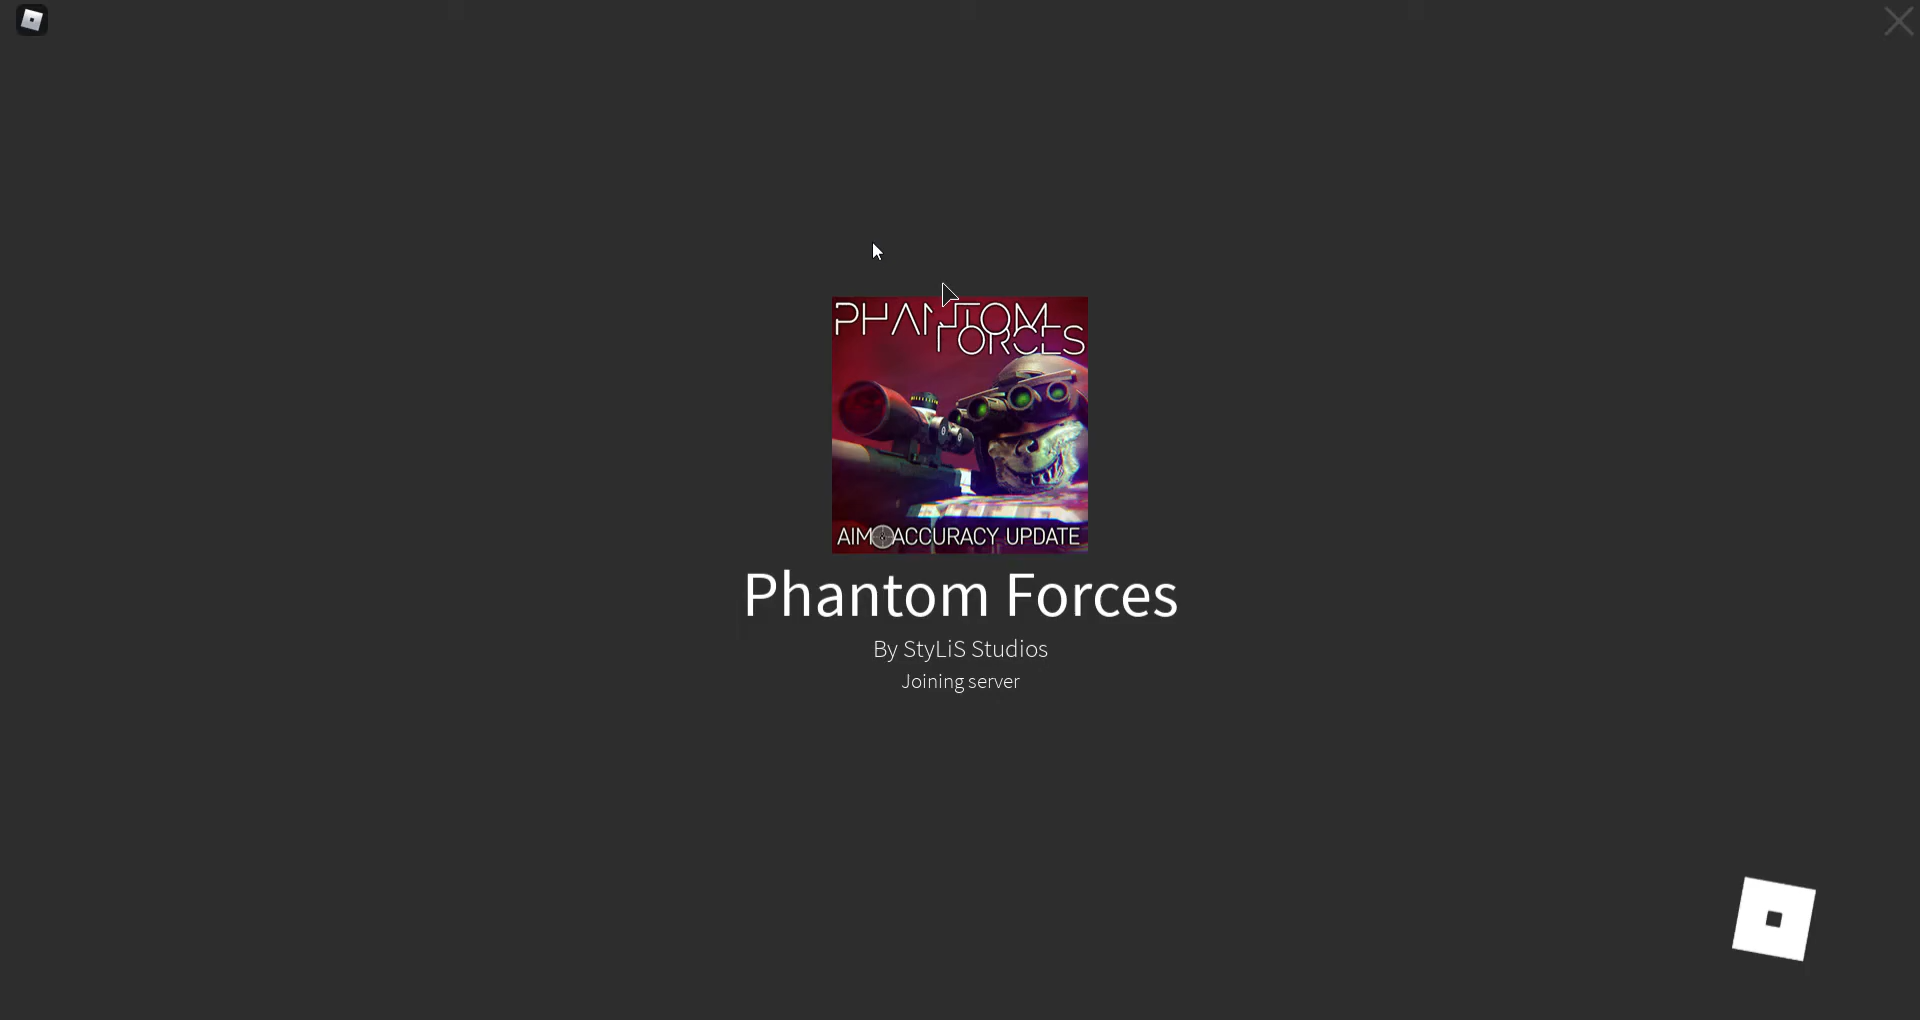 PHANTOM
FORCES
AIM ACCURACY UPDATE
Phantom Forces
By StyLiS Studios
Joining server